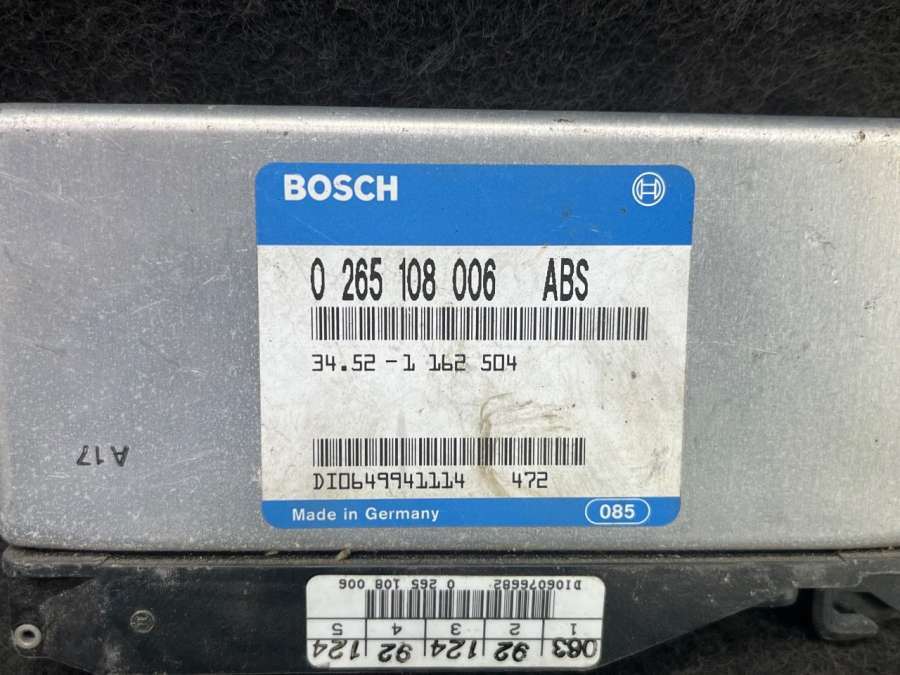 BOSCH
0 265 108 006 ABS
34.52 -1 162 504
DI0649941114 472
Made in Germany 085
A17
083 92 124 92 124
1 2 3 4 5
DI06076682 0 265 108 006